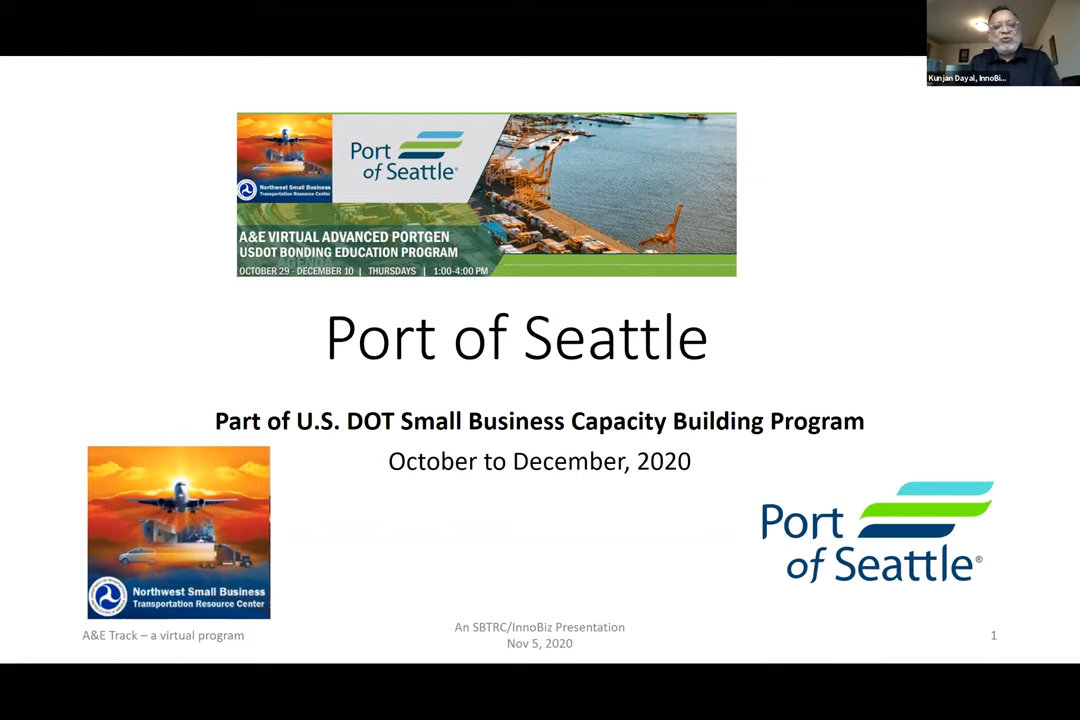 Kunjan Dayal, InnoBi...
Port
of Seattle
Northwest Small Business
Transportation Resource Center
A&E VIRTUAL ADVANCED PORTGEN
USDOT BONDING EDUCATION PROGRAM
AGENDA
OCTOBER 29 - DECEMBER 10 | THURSDAYS | 1:00-4:00 PM
Port of Seattle
Part of U.S. DOT Small Business Capacity Building Program
October to December, 2020
Port
of Seattle®
Northwest Small Business
Transportation Resource Center
A&E Track – a virtual program
An SBTRC/InnoBiz Presentation
Nov 5, 2020
1